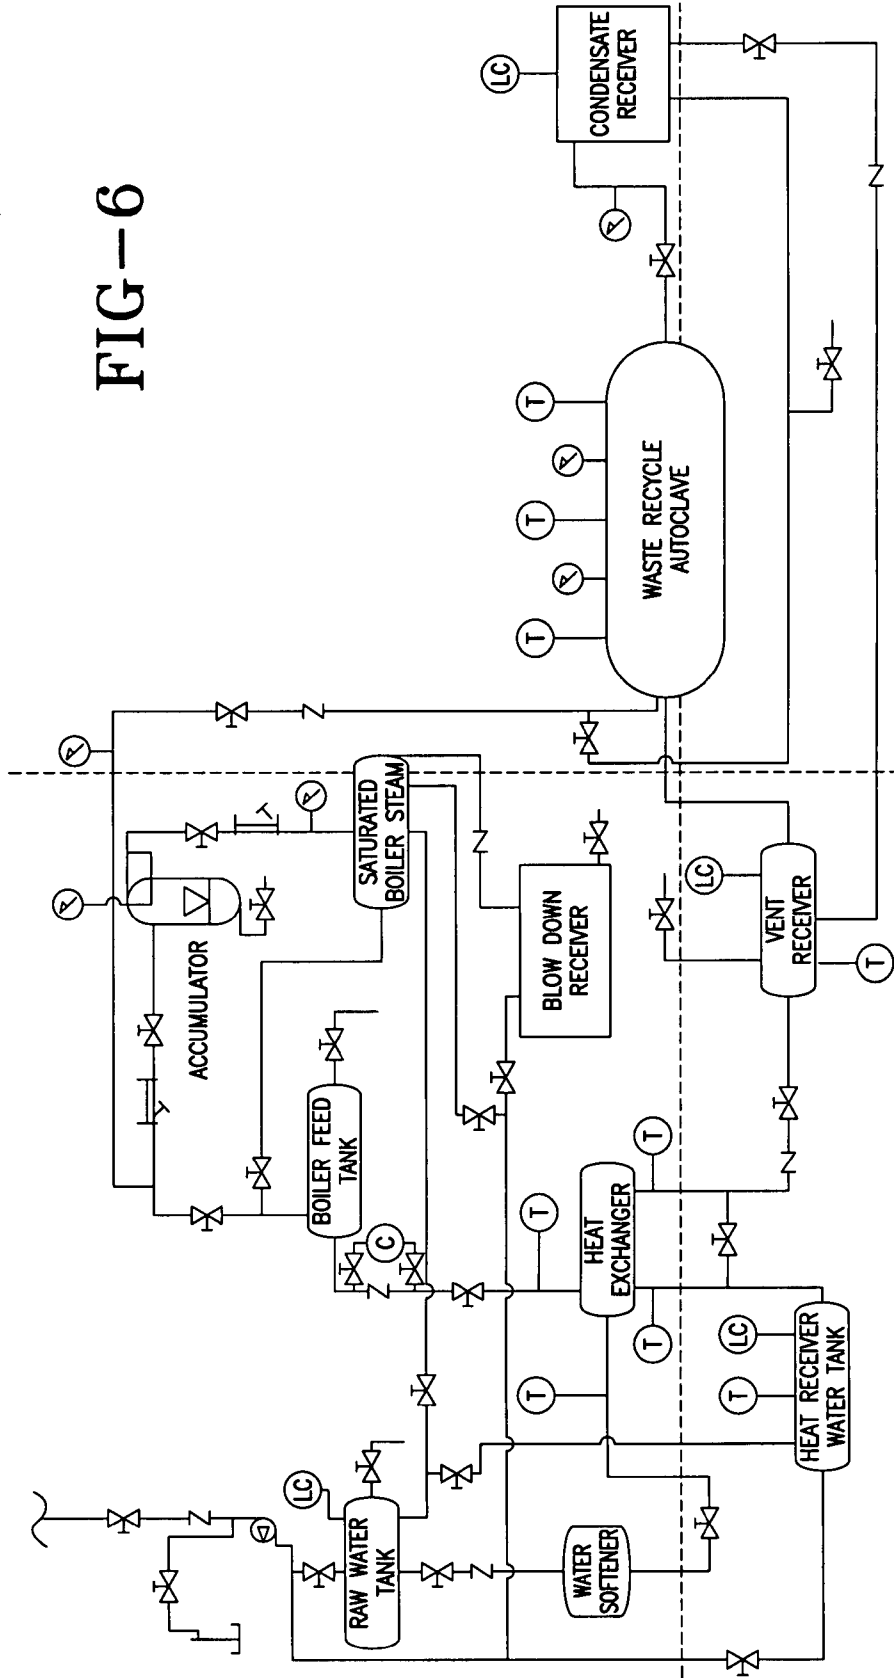 FIG-6
LC
CONDENSATE
RECEIVER
T
T
T
WASTE RECYCLE
AUTOCLAVE
SATURATED
BOILER STEAM
ACCUMULATOR
BLOW DOWN
RECEIVER
LC
VENT
RECEIVER
T
BOILER FEED
TANK
C
T
HEAT
EXCHANGER
T
T
T
LC
T
HEAT RECEIVER
WATER TANK
LC
RAW WATER
TANK
WATER
SOFTENER